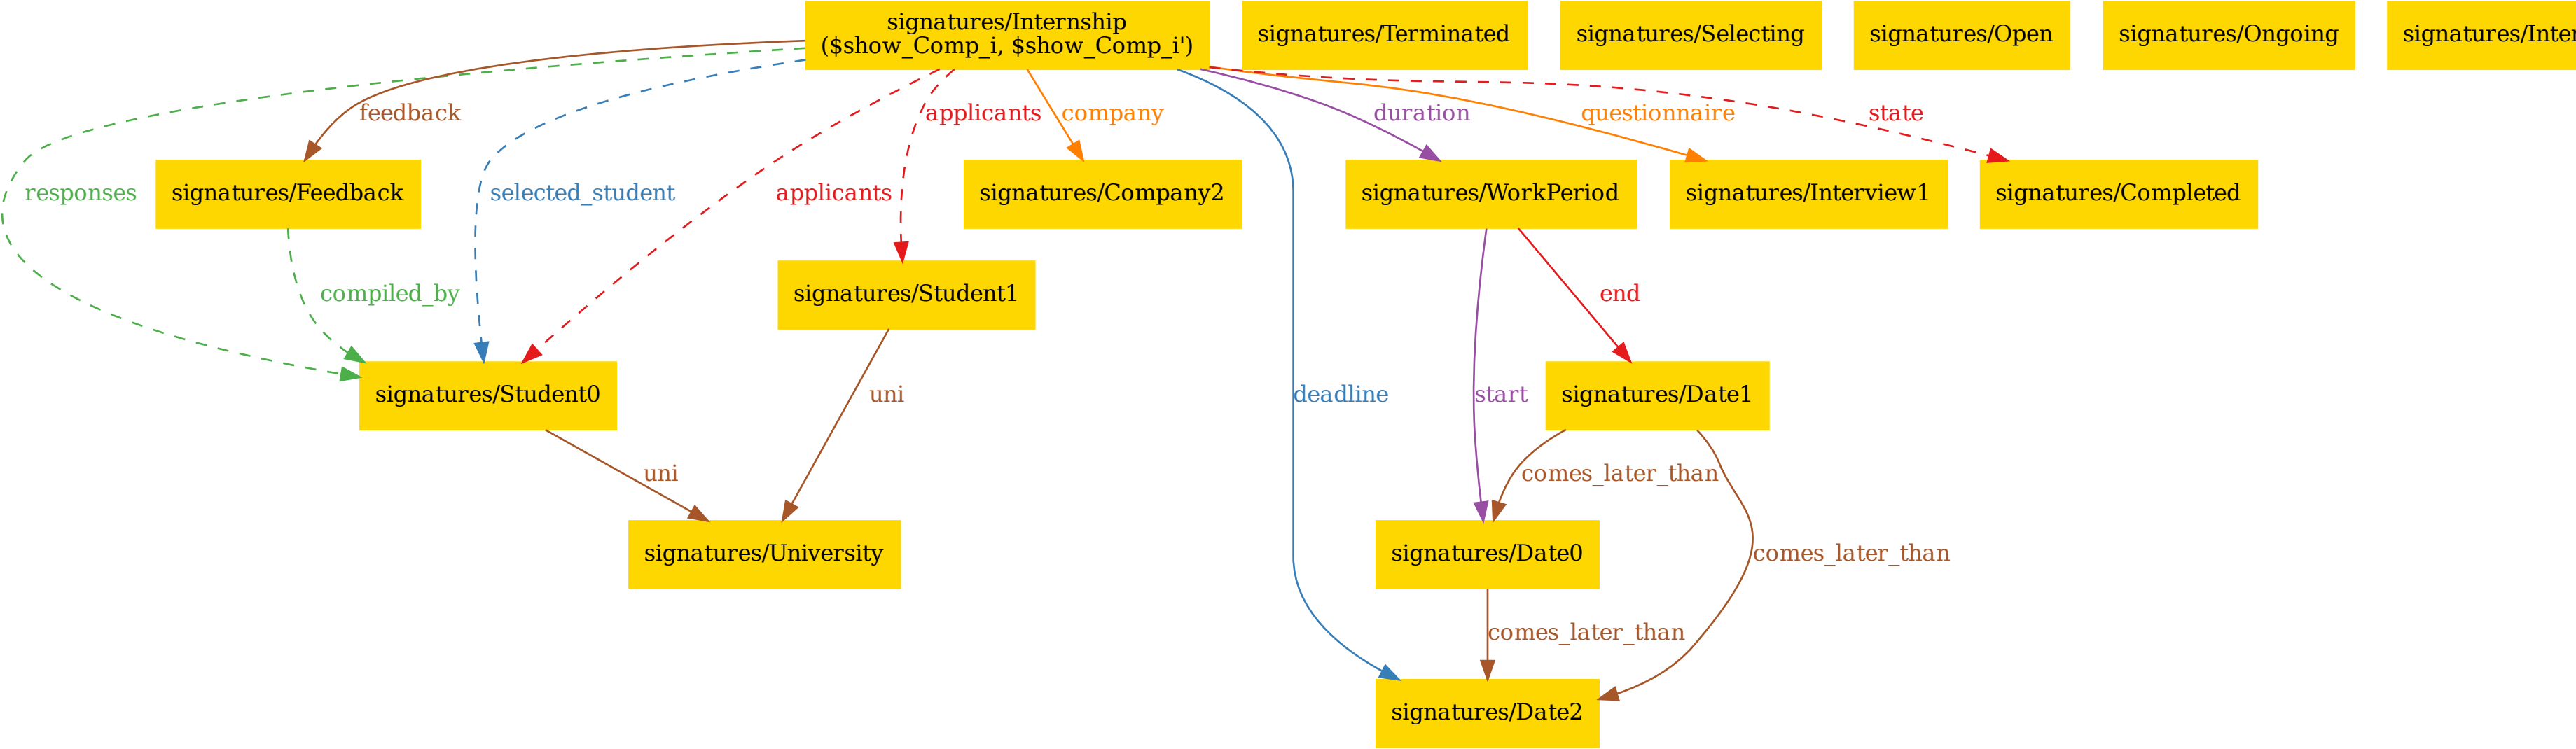 signatures/Internship
($show_Comp_i, $show_Comp_i')
signatures/Terminated
signatures/Selecting
signatures/Open
signatures/Ongoing
feedback
applicants
company
duration
questionnaire
state
responses
signatures/Feedback
selected_student
applicants
signatures/Company2
signatures/WorkPeriod
signatures/Interview1
signatures/Completed
compiled_by
signatures/Student1
end
signatures/Student0
uni
deadline
start
signatures/Date1
uni
comes_later_than
signatures/University
signatures/Date0
comes_later_than
comes_later_than
signatures/Date2